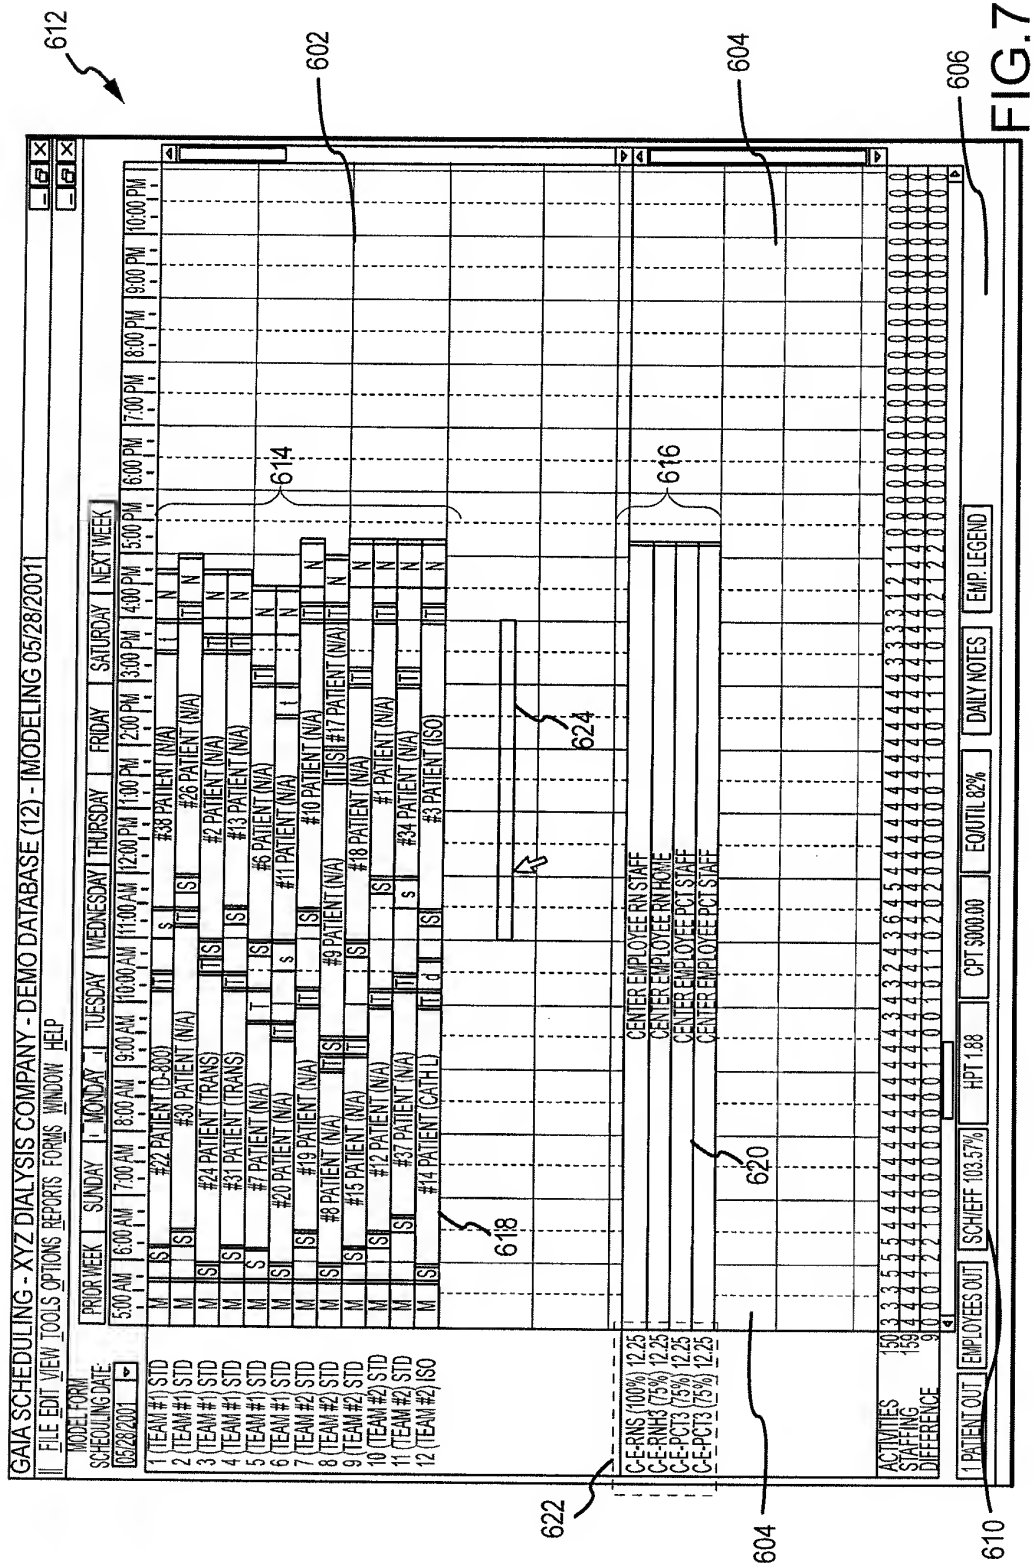 GAIA SCHEDULING - XYZ DIALYSIS COMPANY - DEMO DATABASE (12) - [MODELING 05/28/2001]
FILE EDIT VIEW TOOLS OPTIONS REPORTS FORMS WINDOW HELP
MODEL FORM
SCHEDULING DATE:
05/28/2001
PRIOR WEEK SUNDAY MONDAY TUESDAY WEDNESDAY THURSDAY FRIDAY SATURDAY NEXT WEEK
5:00 AM 6:00 AM 7:00 AM 8:00 AM 9:00 AM 10:00 AM 11:00 AM 12:00 PM 1:00 PM 2:00 PM 3:00 PM 4:00 PM 5:00 PM 6:00 PM 7:00 PM 8:00 PM 9:00 PM 10:00 PM
1 (TEAM #1) STD M S #22 PATIENT (D-800) T s #38 PATIENT (N/A) t N
2 (TEAM #1) STD M S #30 PATIENT (N/A) T S #26 PATIENT (N/A) T N
3 (TEAM #1) STD M S #24 PATIENT (TRANS) T S #2 PATIENT (N/A) T N
4 (TEAM #1) STD M S #31 PATIENT (TRANS) T S #13 PATIENT (N/A) T N
5 (TEAM #1) STD M S #7 PATIENT (N/A) T S #6 PATIENT (N/A) T N
6 (TEAM #1) STD M S #20 PATIENT (N/A) T s #11 PATIENT (N/A) t N
7 (TEAM #2) STD M S #19 PATIENT (N/A) T S #10 PATIENT (N/A) T N
8 (TEAM #2) STD M S #8 PATIENT (N/A) T S #9 PATIENT (N/A) T S #17 PATIENT (N/A) T N
9 (TEAM #2) STD M S #15 PATIENT (N/A) T S #18 PATIENT (N/A) T N
10 (TEAM #2) STD M S #12 PATIENT (N/A) T S #1 PATIENT (N/A) T N
11 (TEAM #2) STD M S #37 PATIENT (N/A) T s #34 PATIENT (N/A) T N
12 (TEAM #2) ISO M S #14 PATIENT (CATHL) T d S #3 PATIENT (ISO) T N
C-E-RNS (100%) 12.25 CENTER EMPLOYEE RN STAFF
C-E-RNH3 (75%) 12.25 CENTER EMPLOYEE RN HOME
C-E-PCT3 (75%) 12.25 CENTER EMPLOYEE PCT STAFF
C-E-PCT3 (75%) 12.25 CENTER EMPLOYEE PCT STAFF
ACTIVITIES 150
STAFFING 159
DIFFERENCE 9
1 PATIENT OUT EMPLOYEES OUT SCH/EFF 103.57% HPT 1.88 CPT $000.00 EQ/UTIL 82% DAILY NOTES EMP. LEGEND
612
602
604
606
614
616
618
620
622
624
604
610
FIG.7